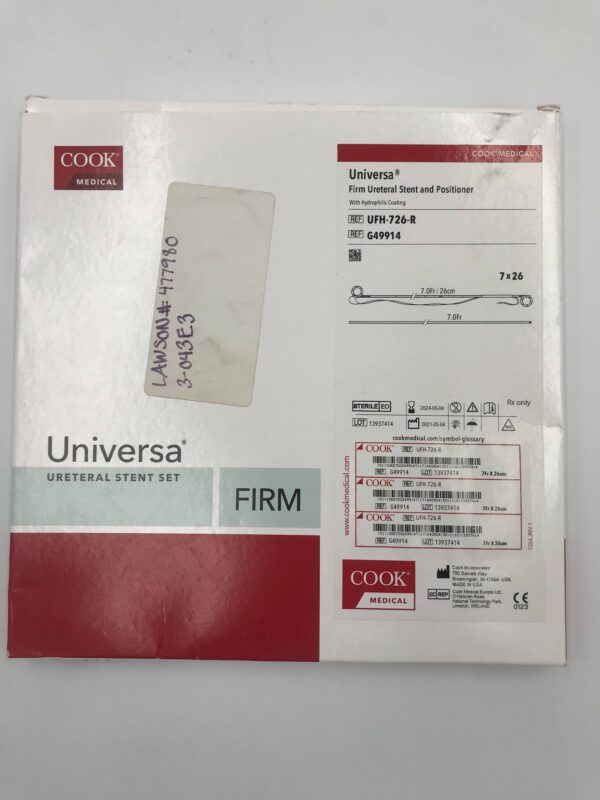 COOK®
MEDICAL
LAWSON# 477980
3-043E3
Universa®
URETERAL STENT SET
FIRM
COOK MEDICAL
Universa®
Firm Ureteral Stent and Positioner
With Hydrophilic Coating
REF UFH-726-R
REF G49914
7 x 26
7.0Fr / 26cm
7.0Fr
STERILE EO 2024-05-04 Rx only
LOT 13937414 2021-05-04
cookmedical.com/symbol-glossary
www.cookmedical.com
COOK® REF UFH-726-R
REF G49914 LOT 13937414 7Fr X 26cm
COOK® REF UFH-726-R
REF G49914 LOT 13937414 7Fr X 26cm
COOK® REF UFH-726-R
REF G49914 LOT 13937414 7Fr X 26cm
COOK®
MEDICAL
Cook Incorporated
750 Daniels Way
Bloomington, IN 47404, USA
MADE IN USA
EC REP Cook Medical Europe Ltd.
O'Halloran Road,
National Technology Park,
Limerick, IRELAND
CE
0123